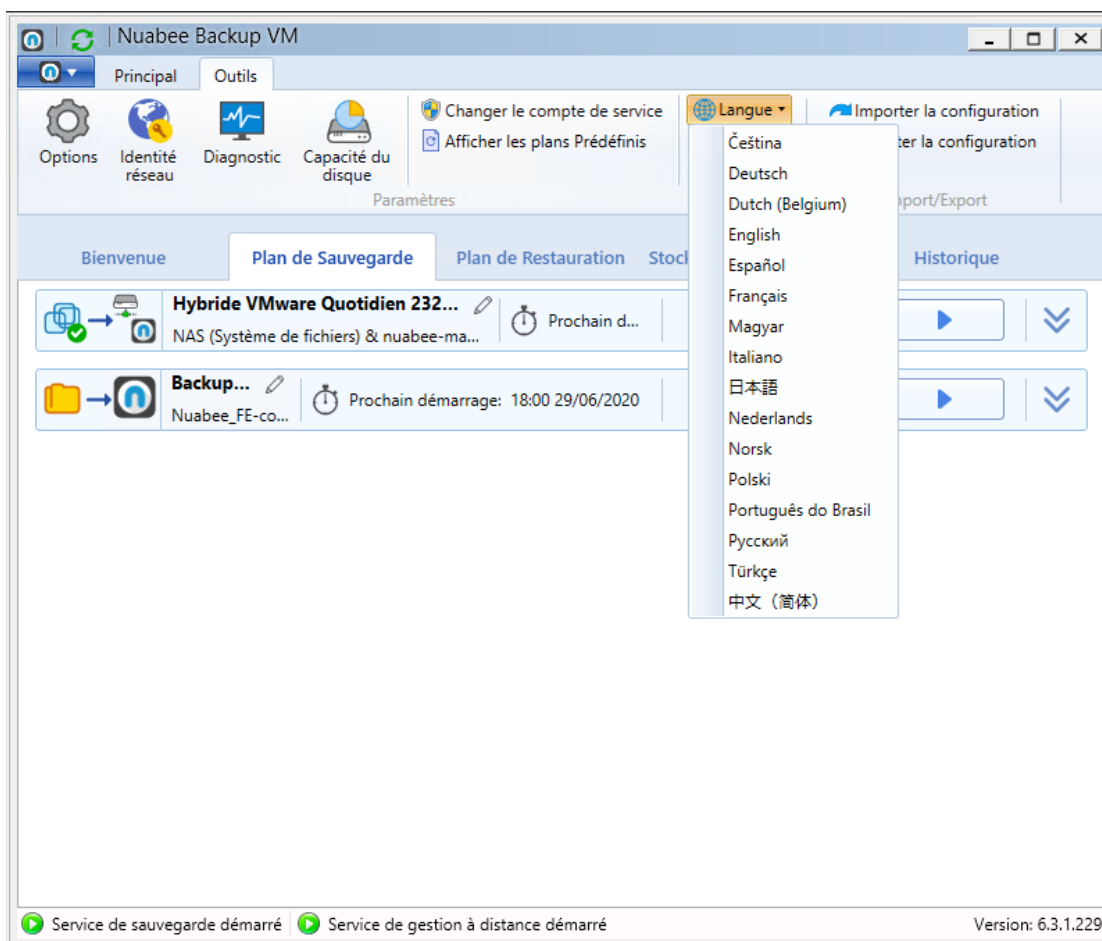 Nuabee Backup VM
Principal Outils
Options
Identité réseau
Diagnostic
Capacité du disque
Changer le compte de service
Afficher les plans Prédéfinis
Paramètres
Langue
Importer la configuration
la configuration
Čeština
Deutsch
Dutch (Belgium)
English
Español
Français
Magyar
Italiano
日本語
Nederlands
Norsk
Polski
Português do Brasil
Русский
Türkçe
中文（简体）
Bienvenue Plan de Sauvegarde Plan de Restauration Historique
Hybride VMware Quotidien 232...
NAS (Système de fichiers) & nuabee-ma...
Prochain d...
Backup...
Nuabee_FE-co...
Prochain démarrage: 18:00 29/06/2020
Service de sauvegarde démarré Service de gestion à distance démarré Version: 6.3.1.229